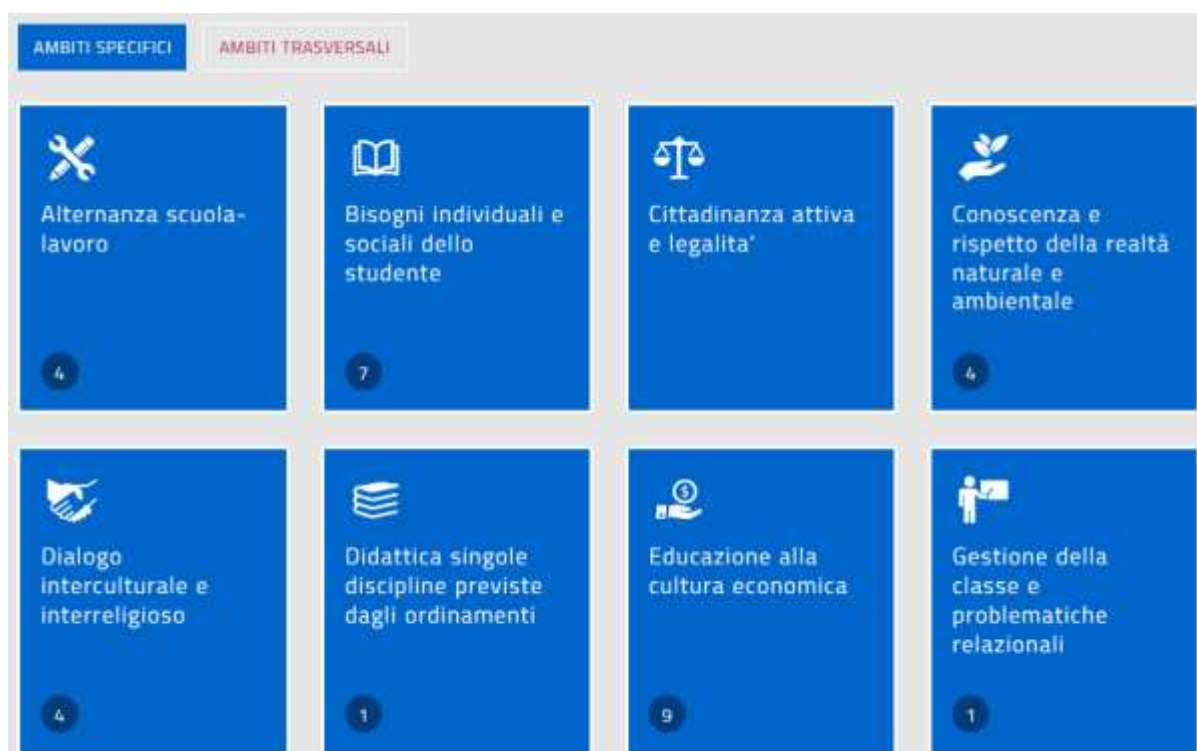 AMBITI SPECIFICI
AMBITI TRASVERSALI
Alternanza scuola-
lavoro
4
Bisogni individuali e
sociali dello
studente
7
Cittadinanza attiva
e legalita'
Conoscenza e
rispetto della realtà
naturale e
ambientale
4
Dialogo
interculturale e
interreligioso
4
Didattica singole
discipline previste
dagli ordinamenti
1
Educazione alla
cultura economica
9
Gestione della
classe e
problematiche
relazionali
1